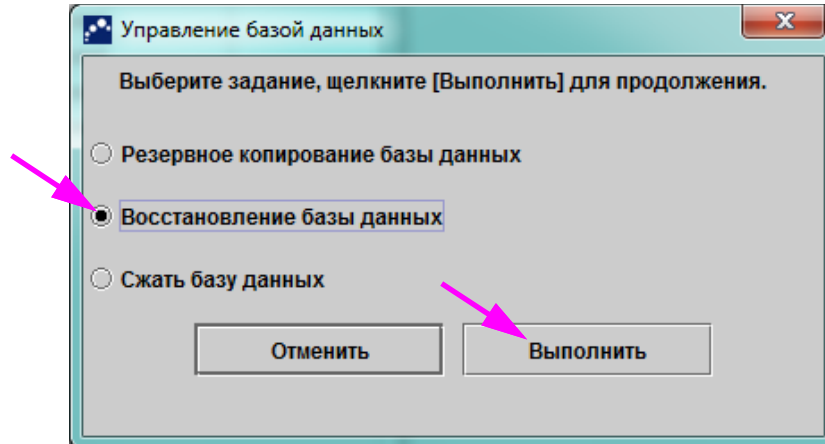 Управление базой данных
Выберите задание, щелкните [Выполнить] для продолжения.
Резервное копирование базы данных
Восстановление базы данных
Сжать базу данных
Отменить Выполнить